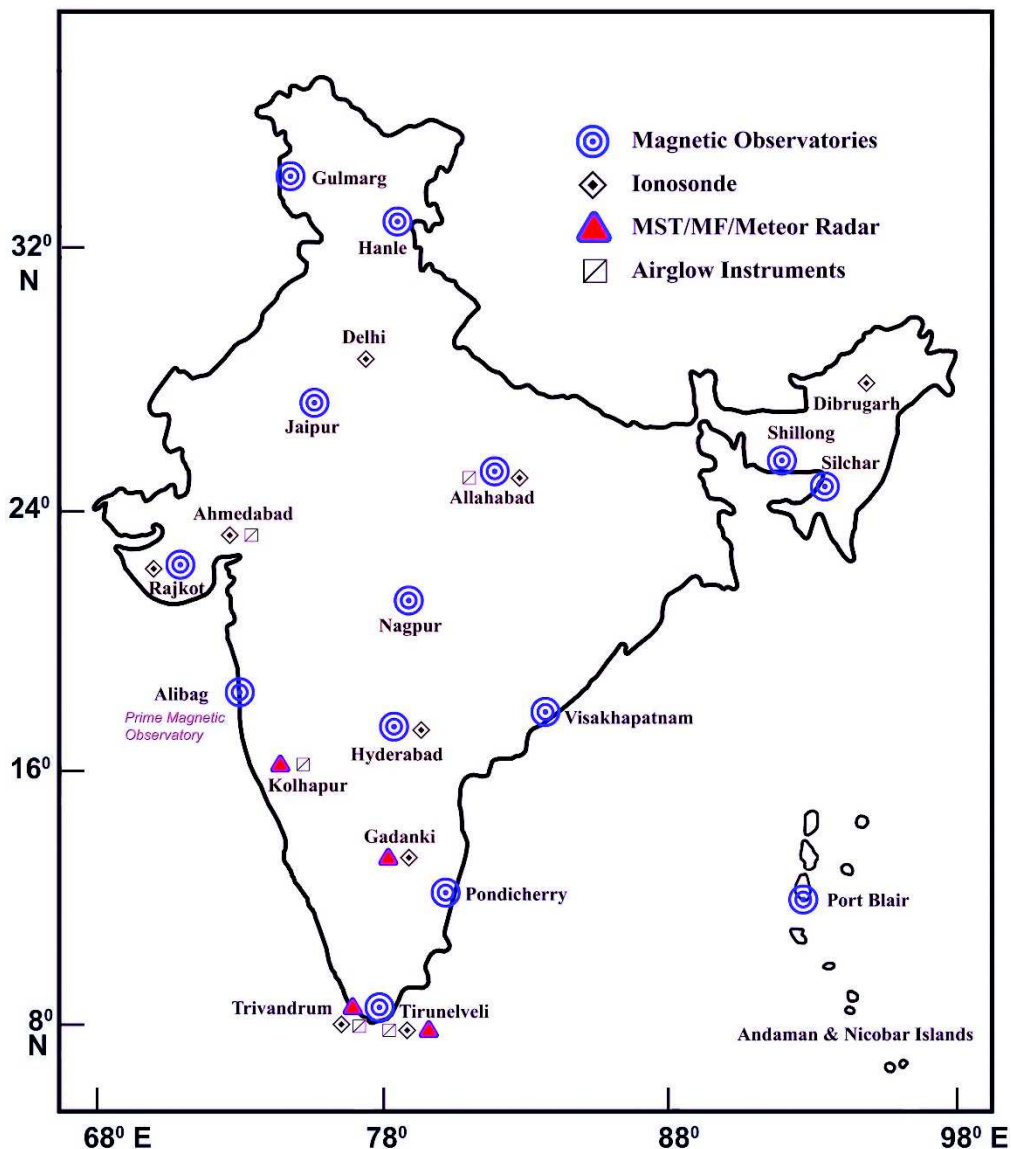 Magnetic Observatories
Ionosonde
MST/MF/Meteor Radar
Airglow Instruments
Gulmarg
Hanle
32⁰
N
Delhi
Jaipur
Dibrugarh
Shillong
Silchar
Allahabad
24⁰
Ahmedabad
Rajkot
Nagpur
Alibag
Prime Magnetic
Observatory
Visakhapatnam
Hyderabad
16⁰
Kolhapur
Gadanki
Pondicherry
Port Blair
Trivandrum
Tirunelveli
8⁰
N
Andaman & Nicobar Islands
68⁰ E
78⁰
88⁰
98⁰ E